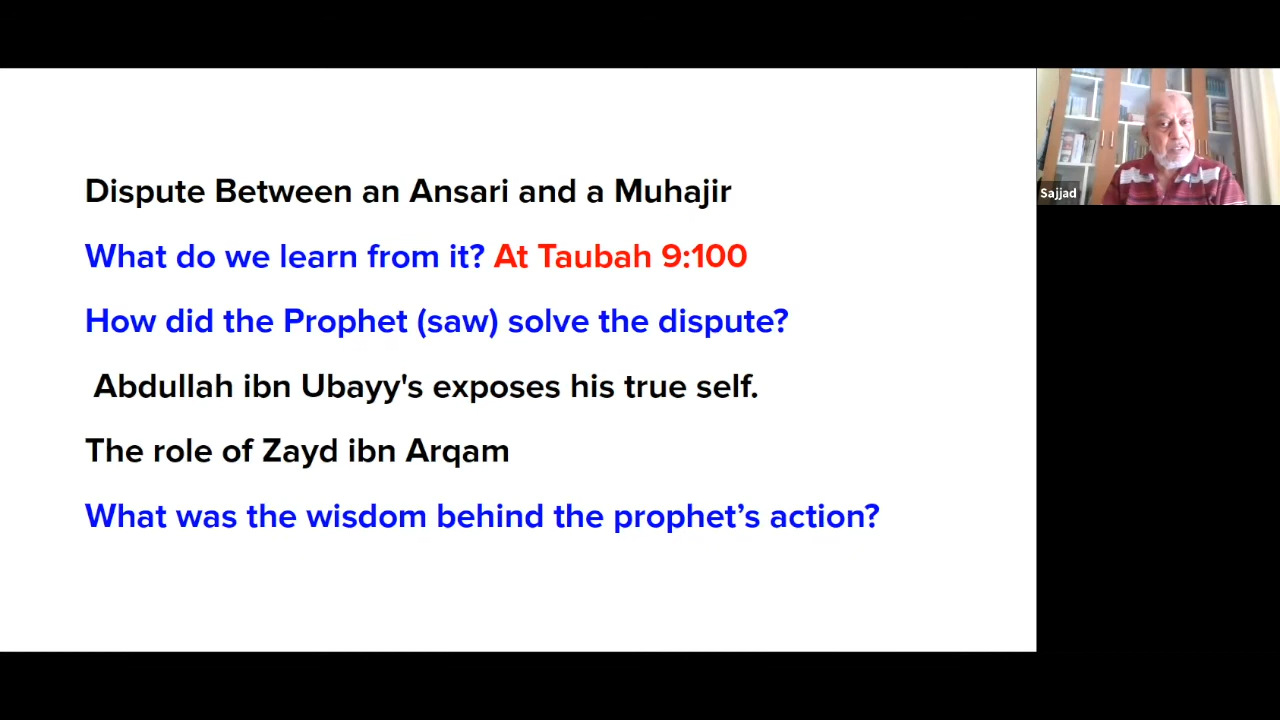 Dispute Between an Ansari and a Muhajir
What do we learn from it? At Taubah 9:100
How did the Prophet (saw) solve the dispute?
Abdullah ibn Ubayy's exposes his true self.
The role of Zayd ibn Arqam
What was the wisdom behind the prophet’s action?
Sajjad